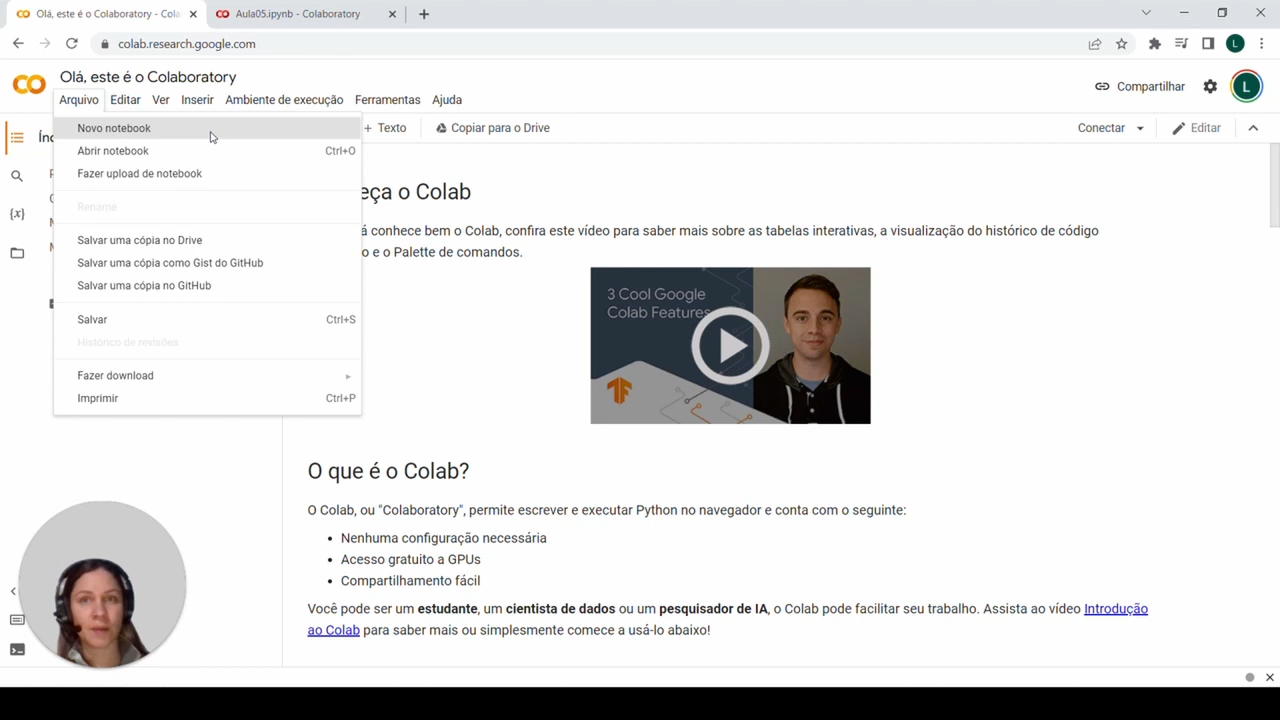 Olá, este é o Colaboratory - Cola
Aula05.ipynb - Colaboratory
colab.research.google.com
L
Olá, este é o Colaboratory
Arquivo Editar Ver Inserir Ambiente de execução Ferramentas Ajuda
Compartilhar
L
+ Texto Copiar para o Drive
Conectar Editar
Novo notebook
Abrir notebook Ctrl+O
Fazer upload de notebook
Rename
Salvar uma cópia no Drive
Salvar uma cópia como Gist do GitHub
Salvar uma cópia no GitHub
Salvar Ctrl+S
Histórico de revisões
Fazer download
Imprimir Ctrl+P
eça o Colab
á conhece bem o Colab, confira este vídeo para saber mais sobre as tabelas interativas, a visualização do histórico de código
o e o Palette de comandos.
3 Cool Google
Colab Features
O que é o Colab?
O Colab, ou "Colaboratory", permite escrever e executar Python no navegador e conta com o seguinte:
• Nenhuma configuração necessária
• Acesso gratuito a GPUs
• Compartilhamento fácil
Você pode ser um estudante, um cientista de dados ou um pesquisador de IA, o Colab pode facilitar seu trabalho. Assista ao vídeo Introdução
ao Colab para saber mais ou simplesmente comece a usá-lo abaixo!